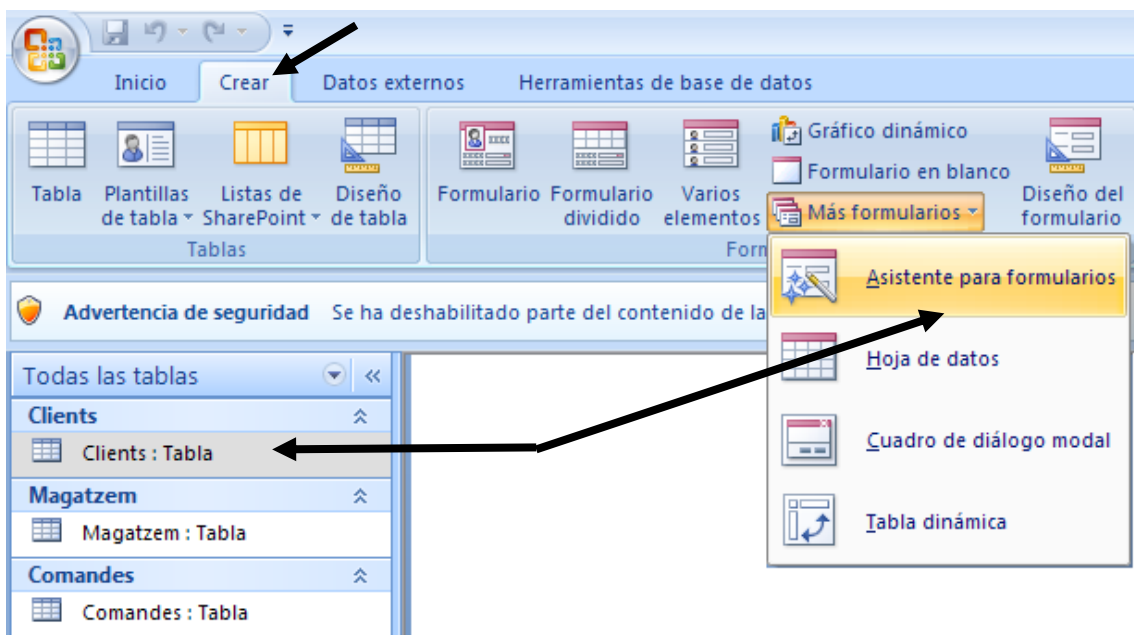 Inicio Crear Datos externos Herramientas de base de datos
Tabla
Plantillas
de tabla
Listas de
SharePoint
Diseño
de tabla
Tablas
Formulario
Formulario
dividido
Varios
elementos
Gráfico dinámico
Formulario en blanco
Más formularios
Diseño del
formulario
Form
Asistente para formularios
Hoja de datos
Cuadro de diálogo modal
Tabla dinámica
Advertencia de seguridad Se ha deshabilitado parte del contenido de la
Todas las tablas
Clients
Clients : Tabla
Magatzem
Magatzem : Tabla
Comandes
Comandes : Tabla